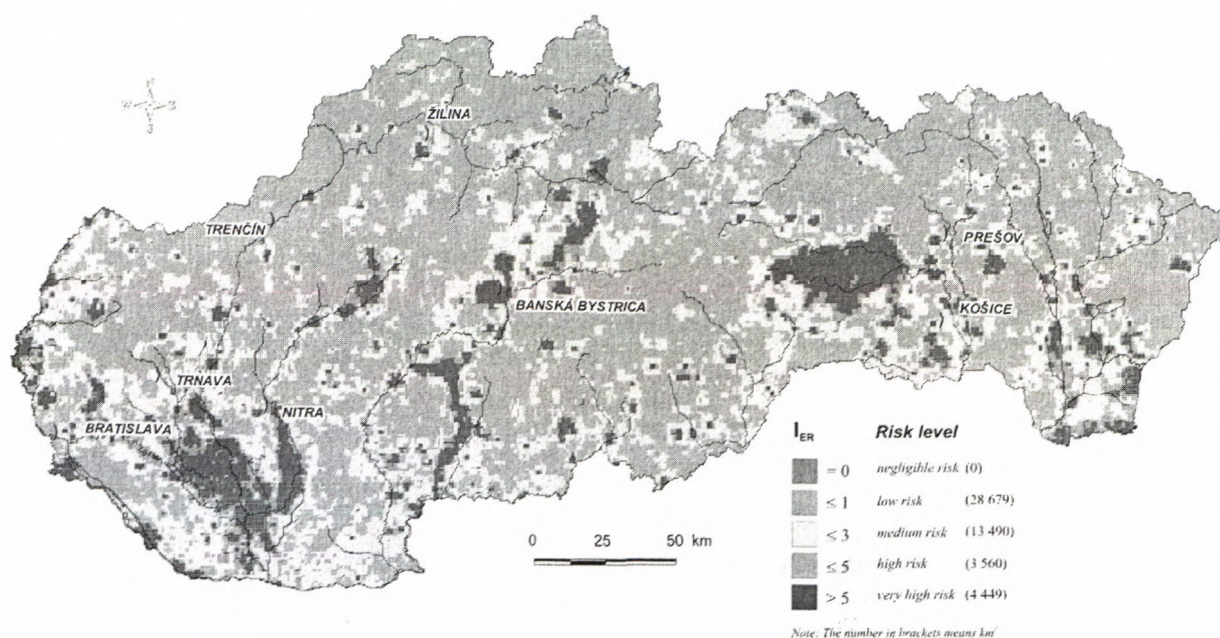 ŽILINA
TRENČÍN
PREŠOV
BANSKÁ BYSTRICA
KOŠICE
TRNAVA
NITRA
BRATISLAVA
0 25 50 km
I_ER Risk level
= 0 negligible risk (0)
≤ 1 low risk (28 679)
≤ 3 medium risk (13 490)
≤ 5 high risk (3 560)
> 5 very high risk (4 449)
Note: The number in brackets means km